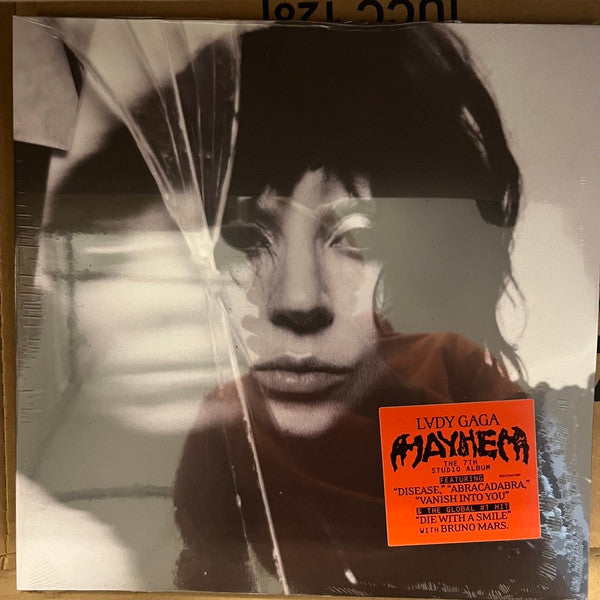 LVDY GAGA
MAYHEM
THE 7TH
STUDIO ALBUM
FEATURING
"DISEASE," "ABRACADABRA,"
"VANISH INTO YOU"
& THE GLOBAL #1 HIT
"DIE WITH A SMILE"
WITH BRUNO MARS.